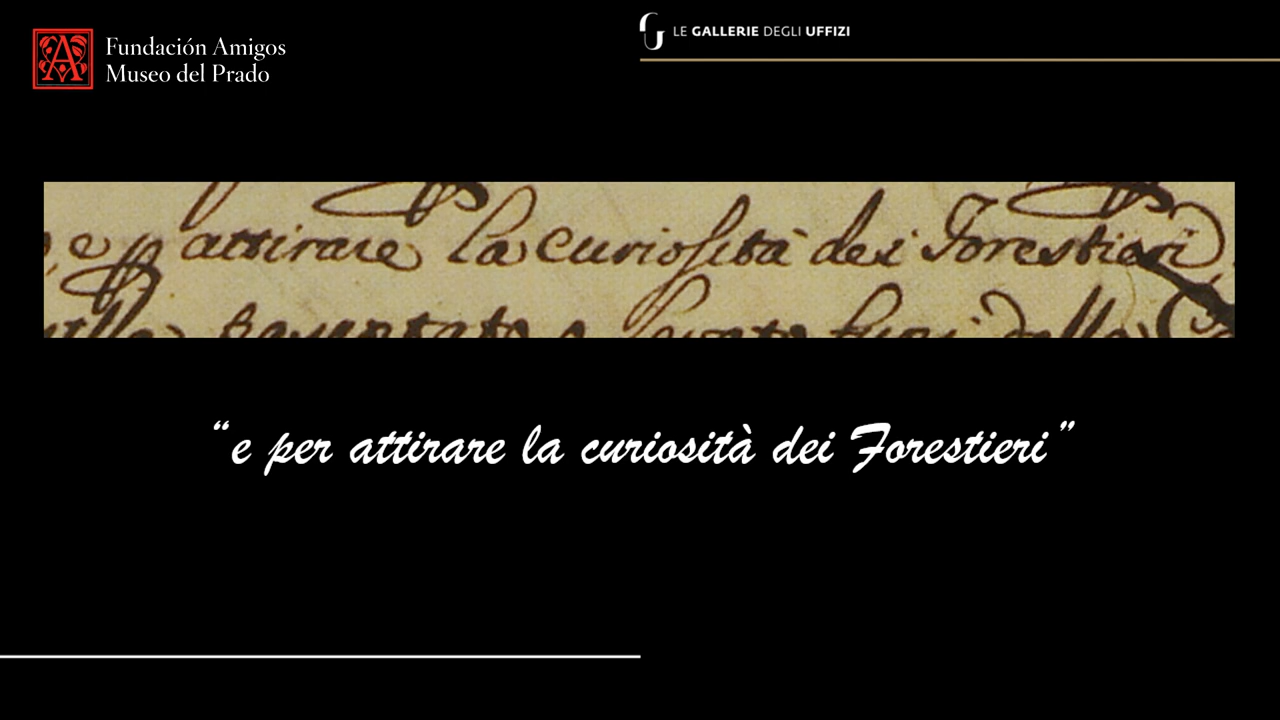 Fundación Amigos
Museo del Prado
LE GALLERIE DEGLI UFFIZI
, e p attirare la curiosità dei Forestieri,
“e per attirare la curiosità dei Forestieri”